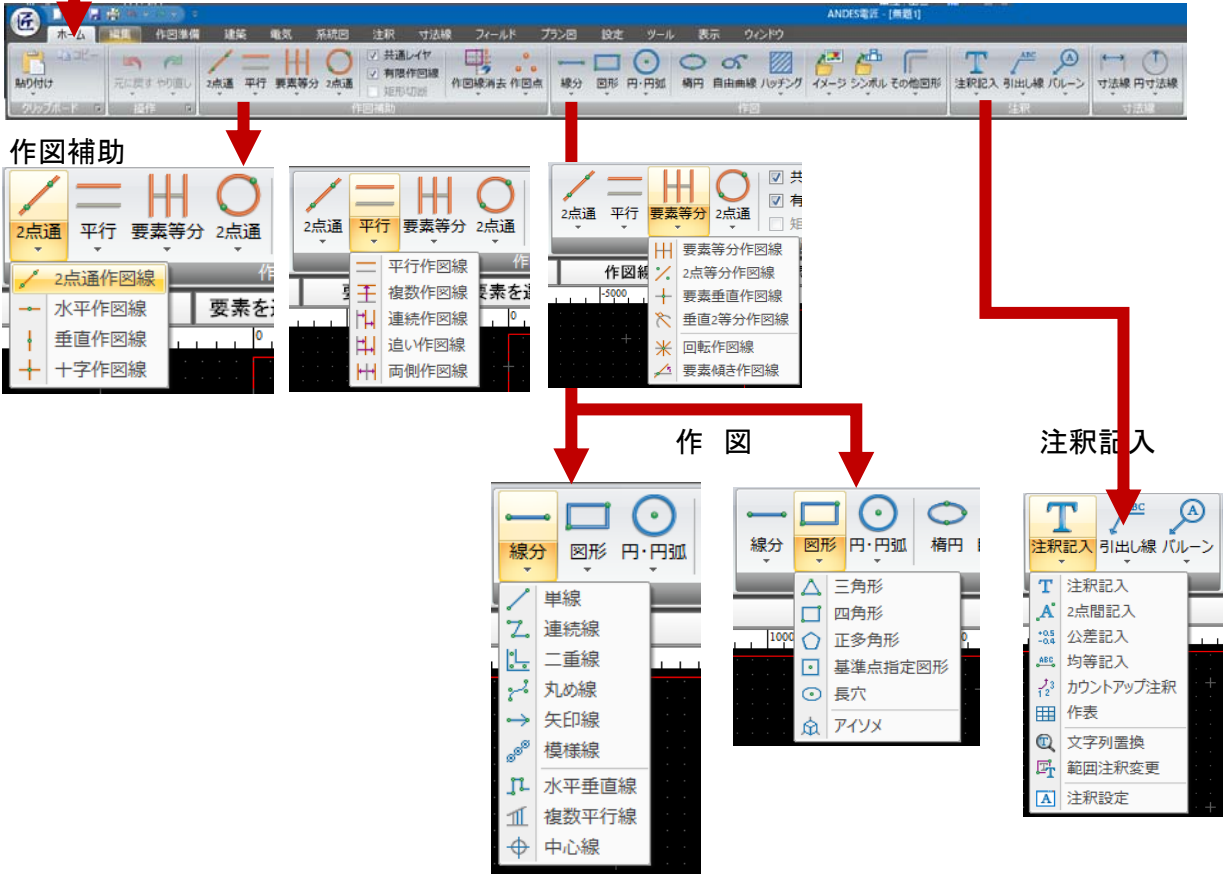 ANDES電匠 - [無題1]
匠
ホーム 編集 作図準備 建築 電気 系統図 注釈 寸法線 フィールド プラン図 設定 ツール 表示 ウィンドウ
貼り付け コピー 元に戻す やり直し 2点通 平行 要素等分 2点通 共通レイヤ 有限作図線 矩形切断 作図線消去 作図点 線分 図形 円・円弧 楕円 自由曲線 ハッチング イメージ シンボル その他図形 注釈記入 引出し線 バルーン 寸法線 円寸法線
クリップボード 操作 作図補助 作図 注釈 寸法線
作図補助
2点通 平行 要素等分 2点通
2点通作図線
水平作図線
垂直作図線
十字作図線
作
要素を
0
2点通 平行 要素等分 2点通
平行作図線
複数作図線
連続作図線
追い作図線
両側作図線
作
要素を
0
2点通 平行 要素等分 2点通
共
有
矩
作図線
-5000
要素等分作図線
2点等分作図線
要素垂直作図線
垂直2等分作図線
回転作図線
要素傾き作図線
作 図
線分 図形 円・円弧
単線
連続線
二重線
丸め線
矢印線
模様線
水平垂直線
複数平行線
中心線
線分 図形 円・円弧 楕円
1000
三角形
四角形
正多角形
基準点指定図形
長穴
アイソメ
注釈記入
注釈記入 引出し線 バルーン
注釈記入
2点間記入
公差記入
均等記入
カウントアップ注釈
作表
文字列置換
範囲注釈変更
注釈設定